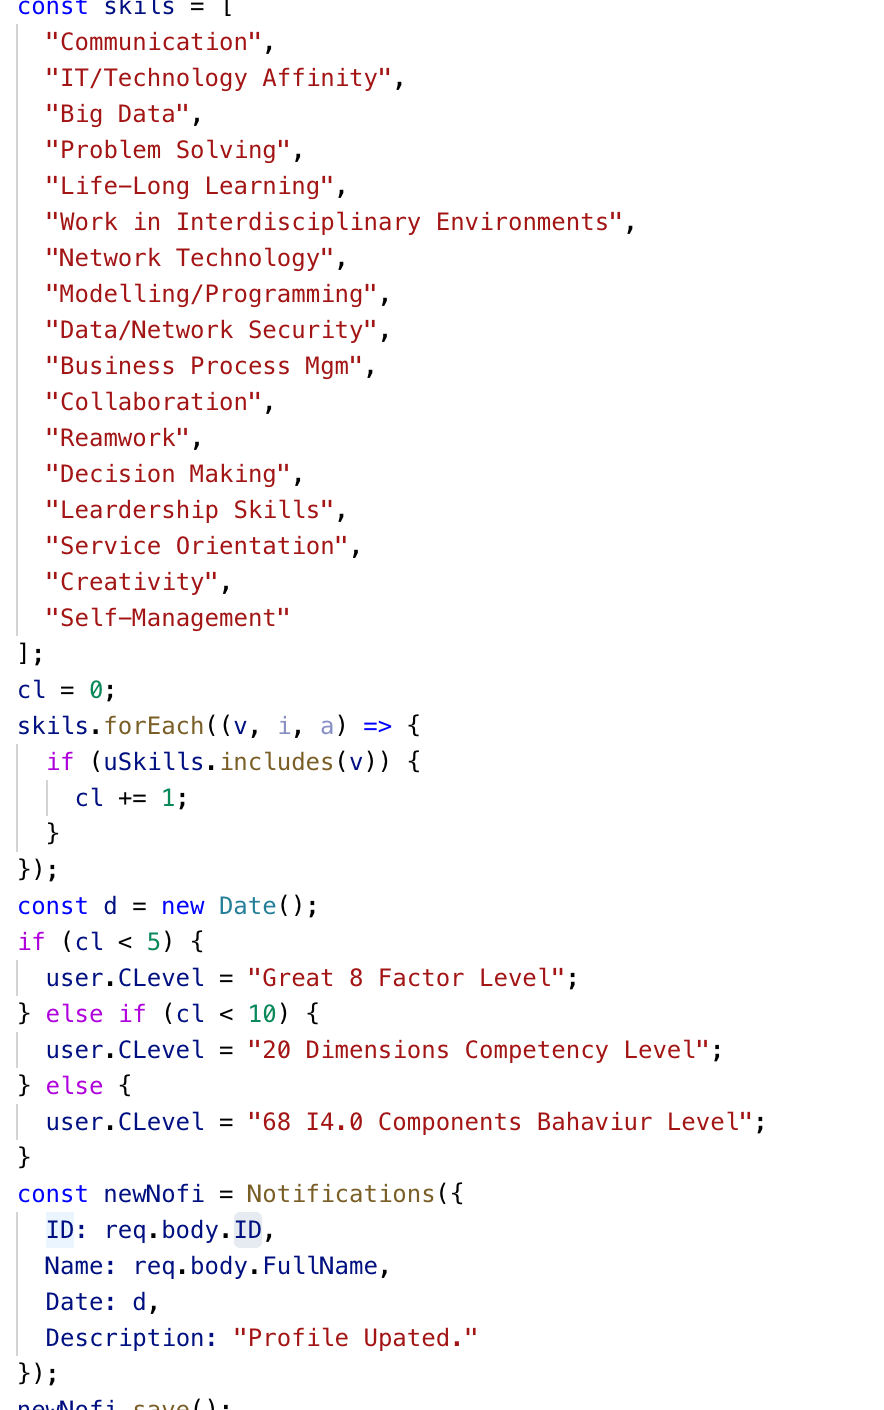 const skils = [
"Communication",
"IT/Technology Affinity",
"Big Data",
"Problem Solving",
"Life-Long Learning",
"Work in Interdisciplinary Environments",
"Network Technology",
"Modelling/Programming",
"Data/Network Security",
"Business Process Mgm",
"Collaboration",
"Reamwork",
"Decision Making",
"Leardership Skills",
"Service Orientation",
"Creativity",
"Self-Management"
];
cl = 0;
skils.forEach((v, i, a) => {
if (uSkills.includes(v)) {
cl += 1;
}
});
const d = new Date();
if (cl < 5) {
user.CLevel = "Great 8 Factor Level";
} else if (cl < 10) {
user.CLevel = "20 Dimensions Competency Level";
} else {
user.CLevel = "68 I4.0 Components Bahaviur Level";
}
const newNofi = Notifications({
ID: req.body.ID,
Name: req.body.FullName,
Date: d,
Description: "Profile Upated."
});
newNofi.save();